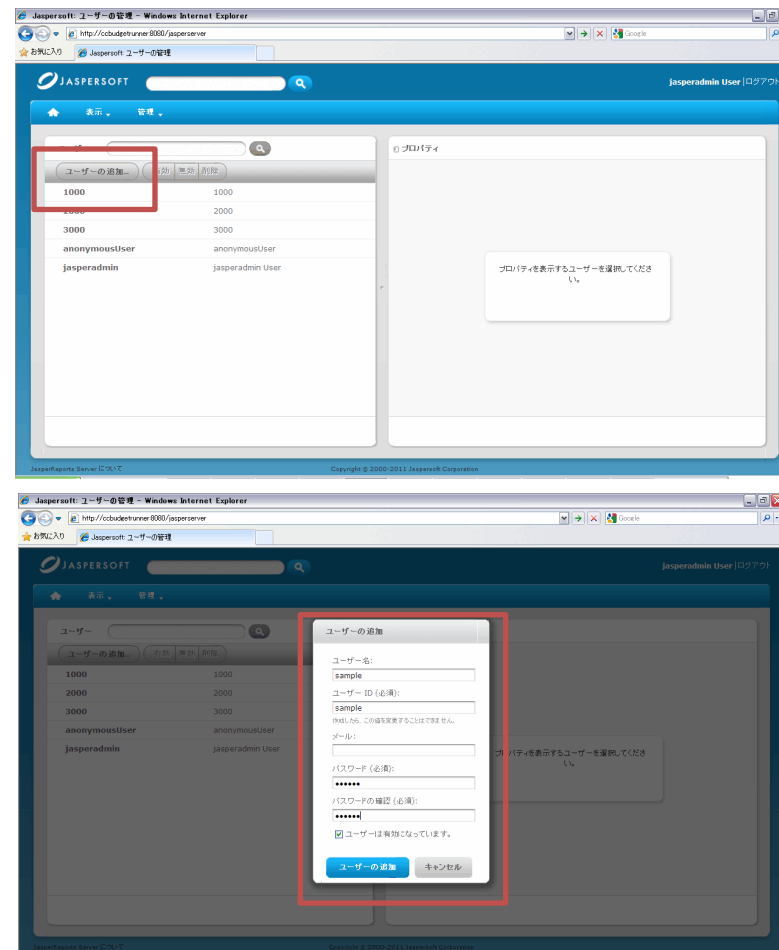 Jaspersoft: ユーザーの管理 - Windows Internet Explorer
http://ccbudgetrunner:8080/jasperserver
Google
お気に入り
Jaspersoft: ユーザーの管理
JASPERSOFT
jasperadmin User |ログアウト
表示
管理
プロパティ
ユーザーの追加...
有効 無効 削除
1000 1000
2000 2000
3000 3000
anonymousUser anonymousUser
jasperadmin jasperadmin User
プロパティを表示するユーザーを選択してください。
JasperReports Server について
Copyright © 2000-2011 Jaspersoft Corporation
Jaspersoft: ユーザーの管理 - Windows Internet Explorer
http://ccbudgetrunner:8080/jasperserver
Google
お気に入り
Jaspersoft: ユーザーの管理
JASPERSOFT
jasperadmin User |ログアウト
表示
管理
ユーザー
ユーザーの追加...
有効 無効 削除
1000 1000
2000 2000
3000 3000
anonymousUser anonymousUser
jasperadmin jasperadmin User
ユーザーの追加
ユーザー名:
sample
ユーザー ID (必須):
sample
作成したら、この値を変更することはできません。
メール:
パスワード (必須):
••••••
パスワードの確認 (必須):
••••••
ユーザーは有効になっています。
ユーザーの追加
キャンセル
プロパティを表示するユーザーを選択してください。
JasperReports Server について
Copyright © 2000-2011 Jaspersoft Corporation